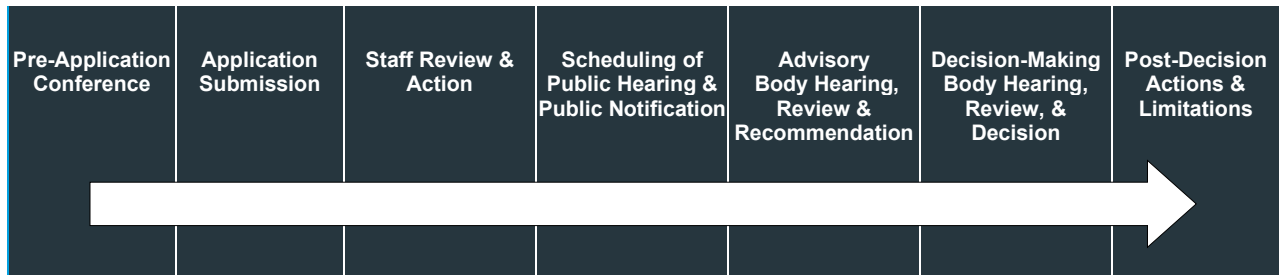 Pre-Application
Conference
Application
Submission
Staff Review &
Action
Scheduling of
Public Hearing &
Public Notification
Advisory
Body Hearing,
Review &
Recommendation
Decision-Making
Body Hearing,
Review, &
Decision
Post-Decision
Actions &
Limitations